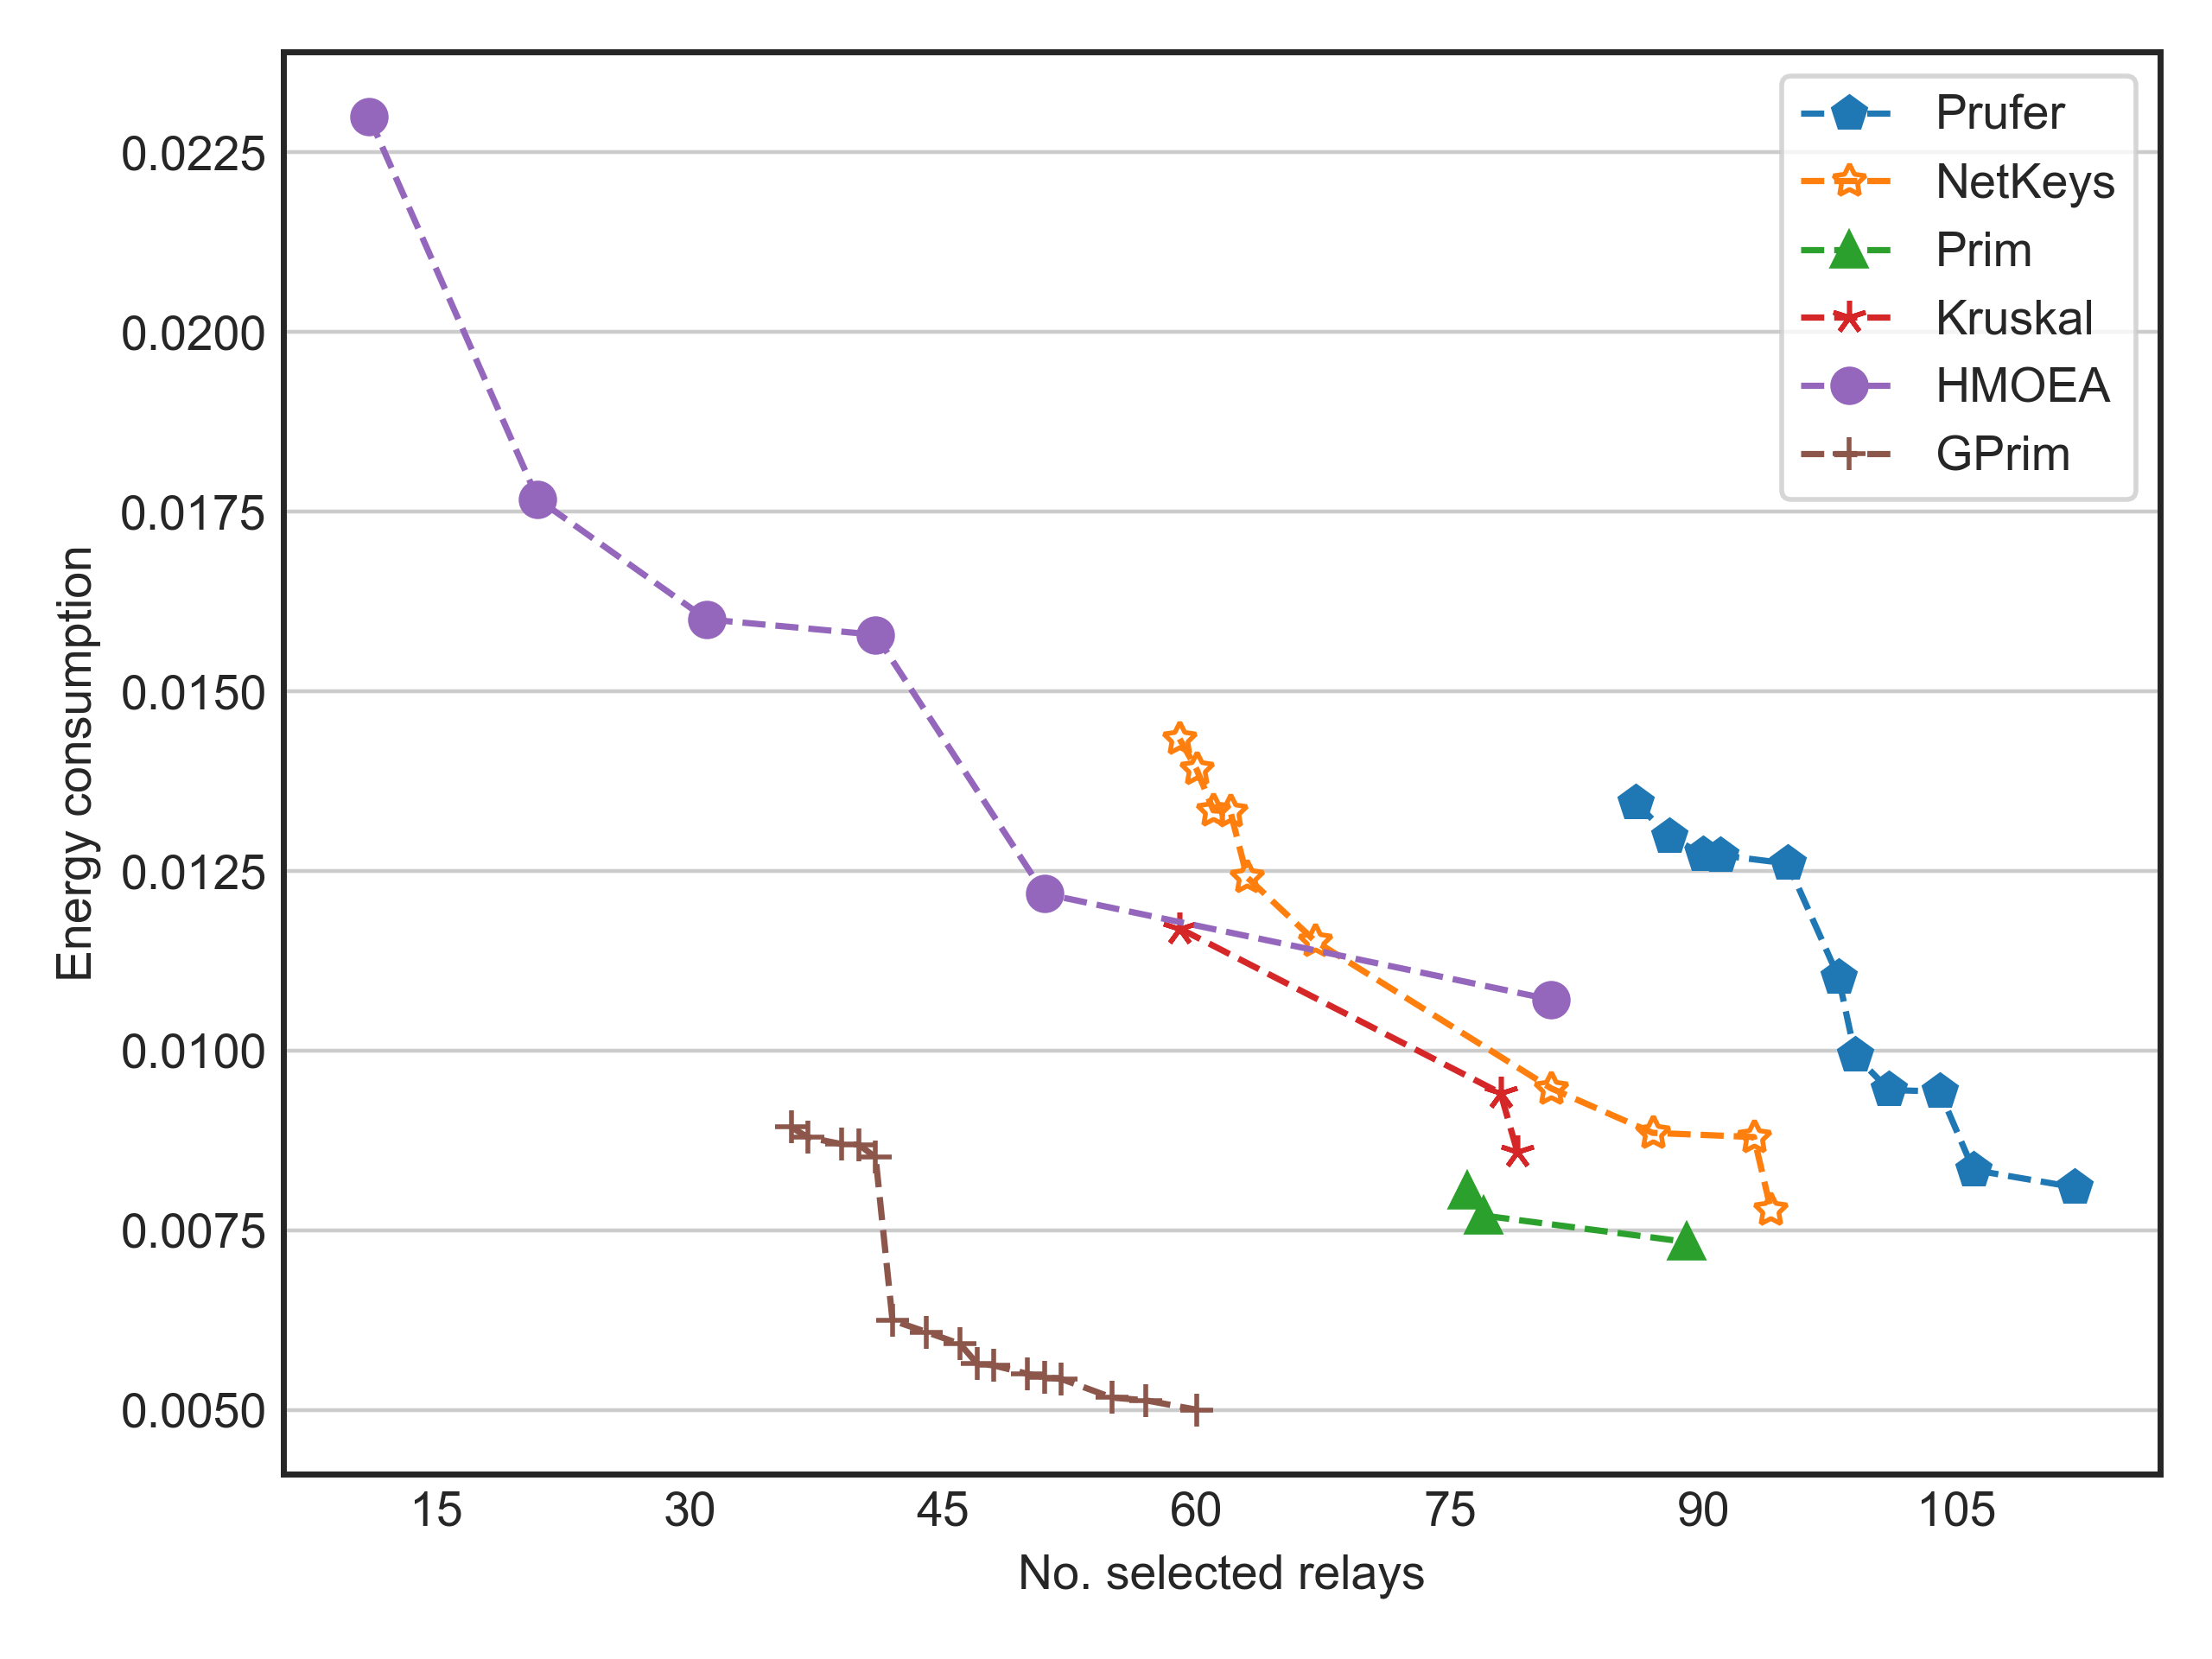 Energy consumption
0.0225
0.0200
0.0175
0.0150
0.0125
0.0100
0.0075
0.0050
15
30
45
60
75
90
105
No. selected relays
Prufer
NetKeys
Prim
Kruskal
HMOEA
GPrim